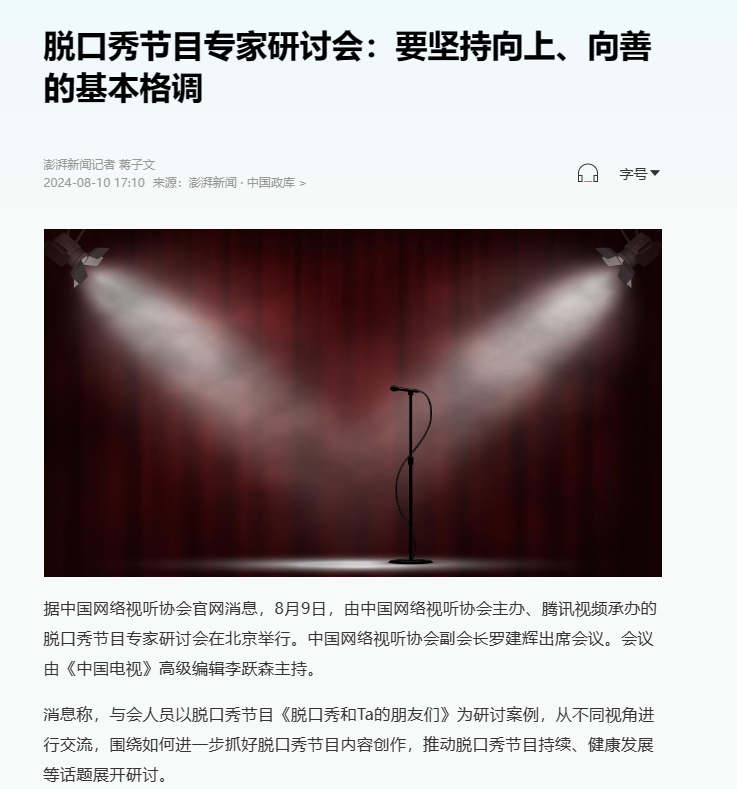 脱口秀节目专家研讨会：要坚持向上、向善
的基本格调
澎湃新闻记者 蒋子文
2024-08-10 17:10 来源：澎湃新闻 · 中国政库 >
字号
据中国网络视听协会官网消息，8月9日，由中国网络视听协会主办、腾讯视频承办的
脱口秀节目专家研讨会在北京举行。中国网络视听协会副会长罗建辉出席会议。会议
由《中国电视》高级编辑李跃森主持。
消息称，与会人员以脱口秀节目《脱口秀和Ta的朋友们》为研讨案例，从不同视角进
行交流，围绕如何进一步抓好脱口秀节目内容创作，推动脱口秀节目持续、健康发展
等话题展开研讨。